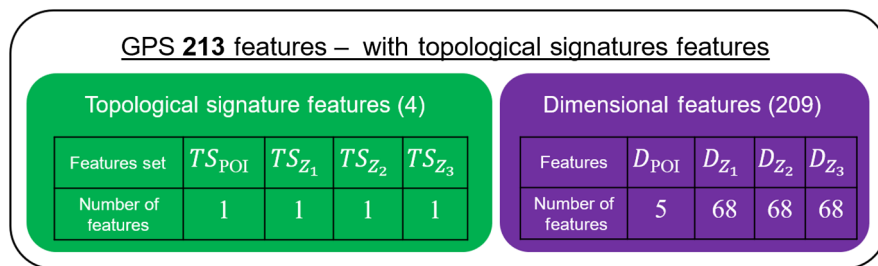 GPS 213 features – with topological signatures features
Topological signature features (4)
Features set TS_POI TS_Z₁ TS_Z₂ TS_Z₃
Number of features 1 1 1 1
Dimensional features (209)
Features D_POI D_Z₁ D_Z₂ D_Z₃
Number of features 5 68 68 68